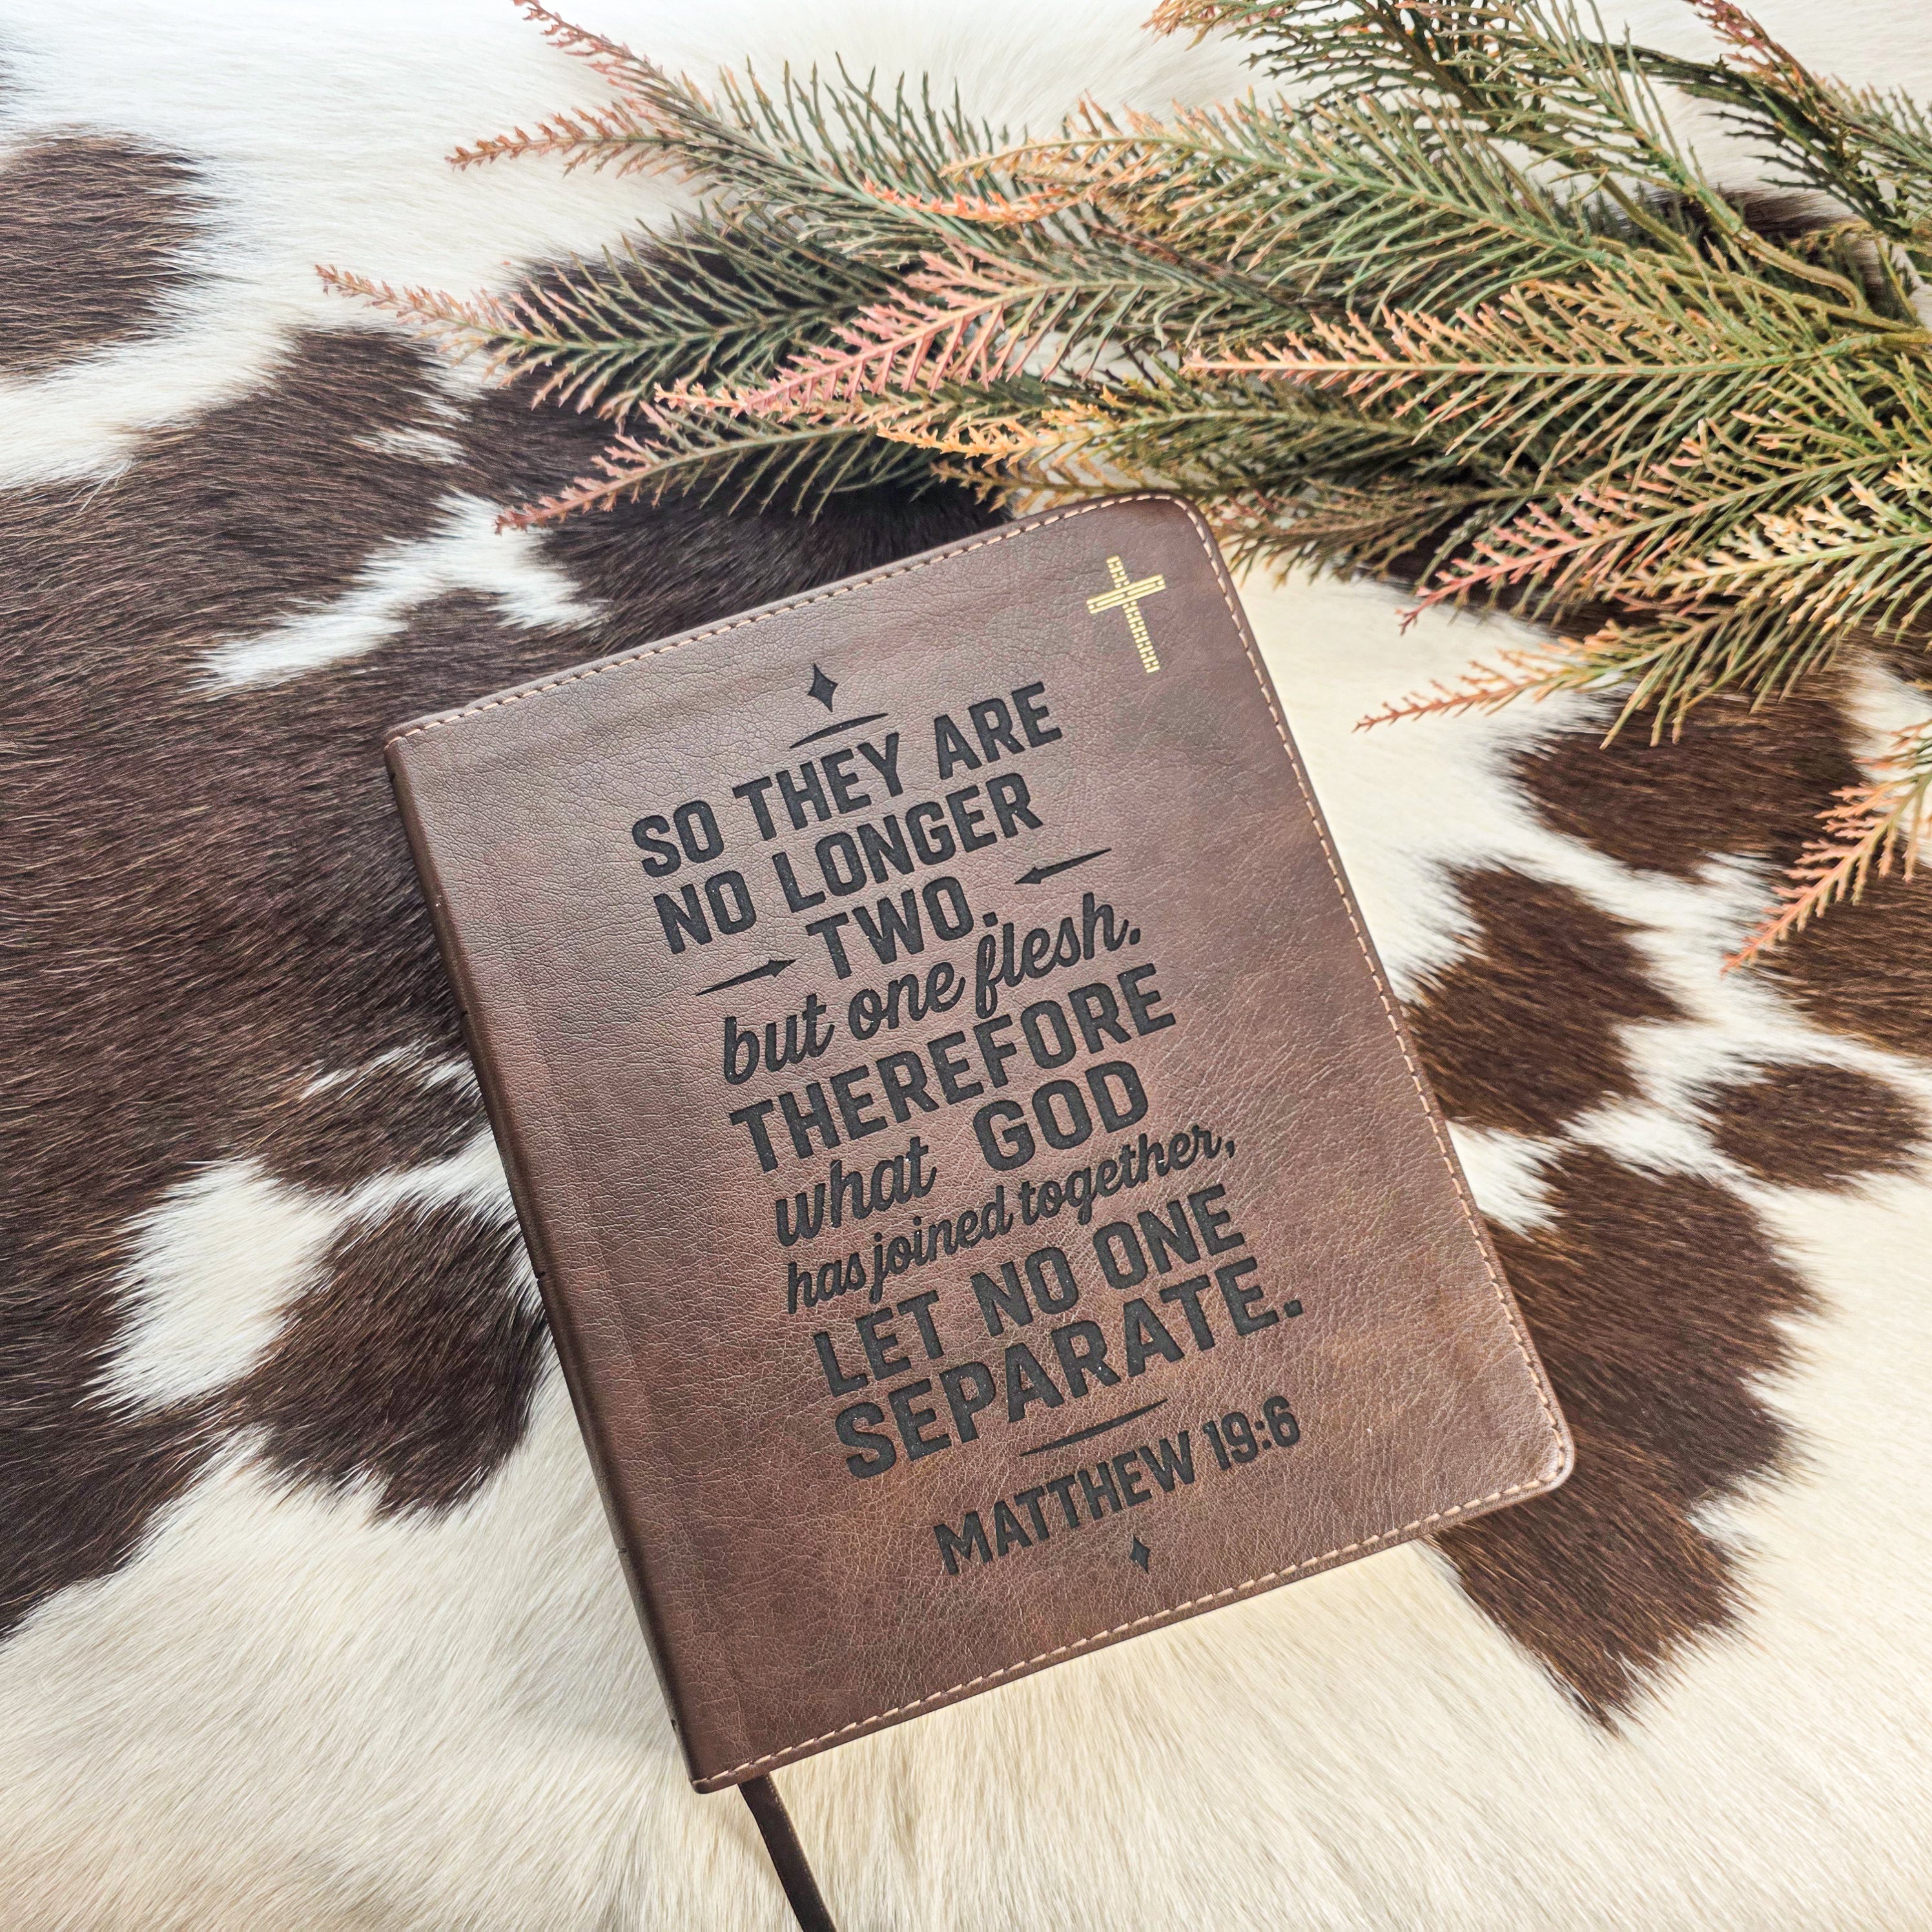 SO THEY ARE
NO LONGER
TWO.
but one flesh.
THEREFORE
what GOD
has joined together,
LET NO ONE
SEPARATE.
MATTHEW 19:6